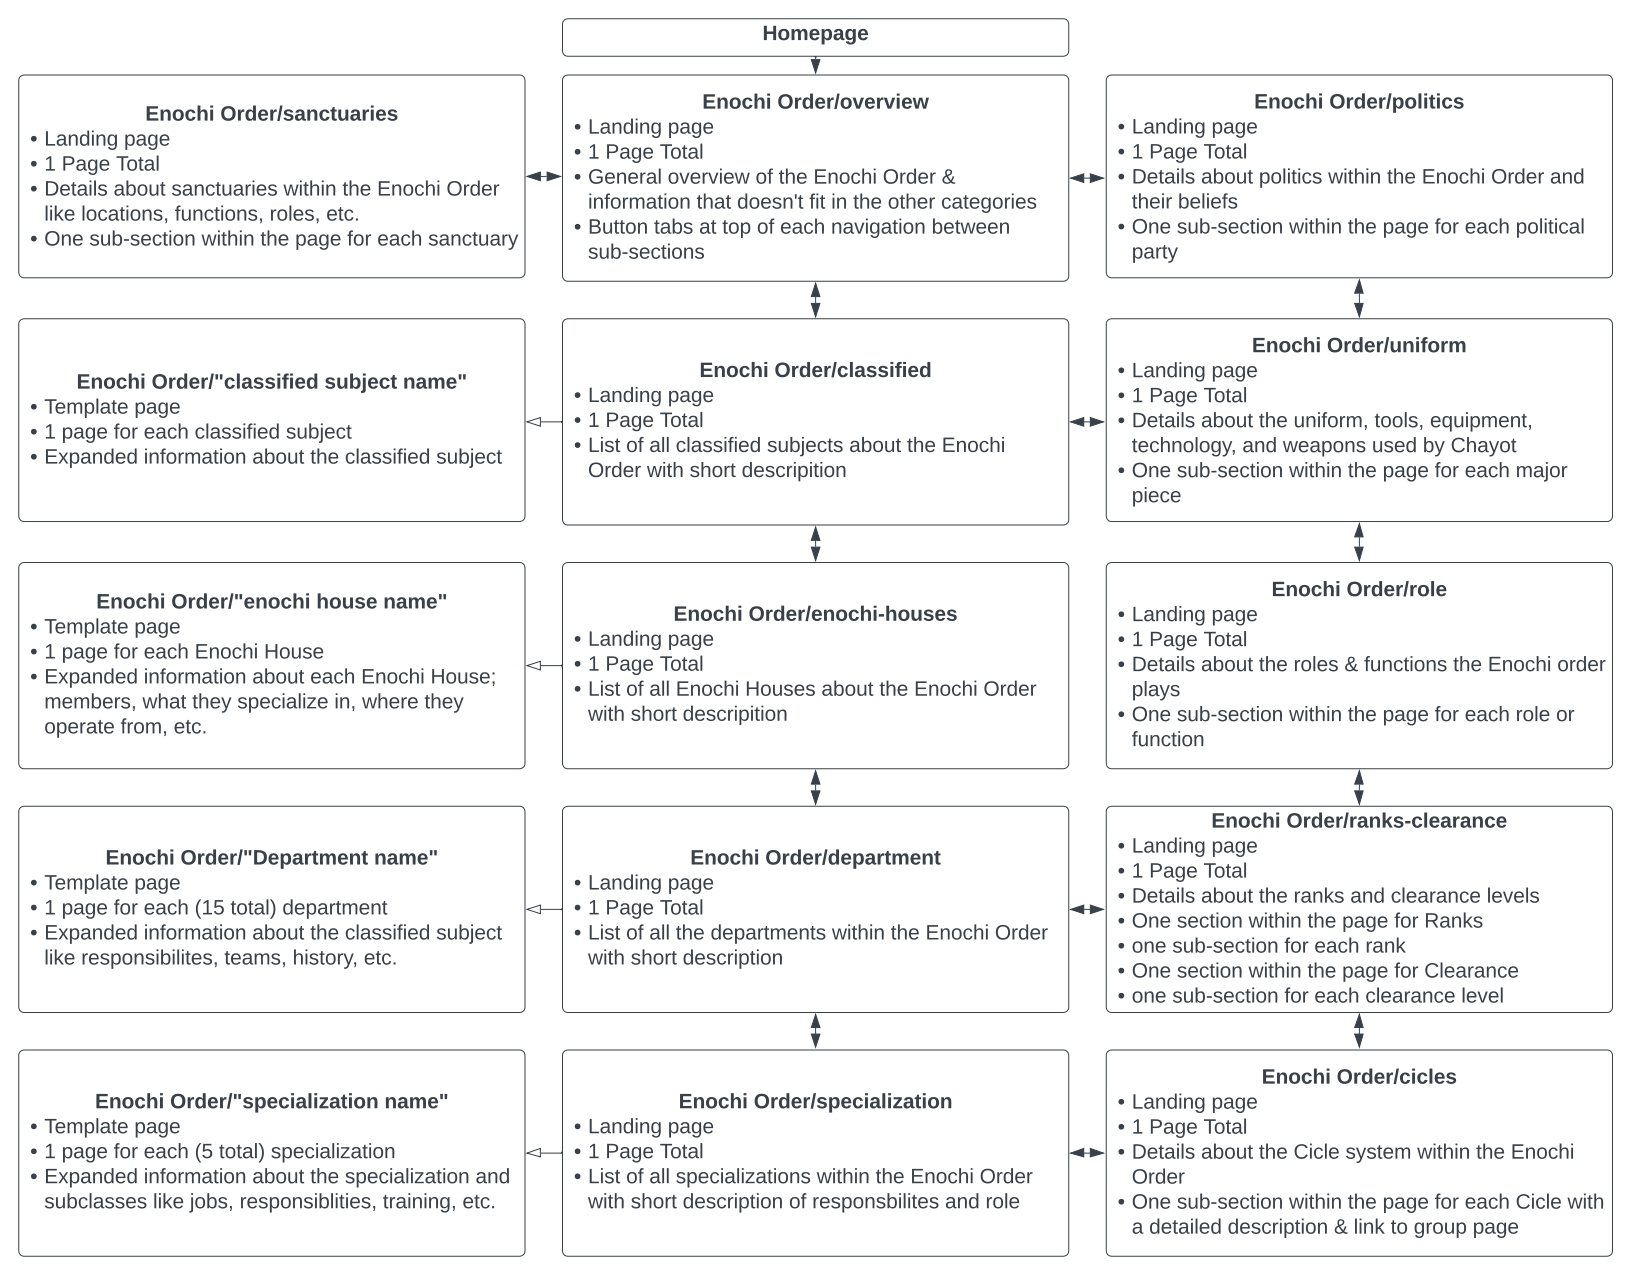 Homepage
Enochi Order/sanctuaries
• Landing page
• 1 Page Total
• Details about sanctuaries within the Enochi Order
like locations, functions, roles, etc.
• One sub-section within the page for each sanctuary
Enochi Order/overview
• Landing page
• 1 Page Total
• General overview of the Enochi Order &
information that doesn't fit in the other categories
• Button tabs at top of each navigation between
sub-sections
Enochi Order/politics
• Landing page
• 1 Page Total
• Details about politics within the Enochi Order and
their beliefs
• One sub-section within the page for each political
party
Enochi Order/"classified subject name"
• Template page
• 1 page for each classified subject
• Expanded information about the classified subject
Enochi Order/classified
• Landing page
• 1 Page Total
• List of all classified subjects about the Enochi
Order with short descripition
Enochi Order/uniform
• Landing page
• 1 Page Total
• Details about the uniform, tools, equipment,
technology, and weapons used by Chayot
• One sub-section within the page for each major
piece
Enochi Order/"enochi house name"
• Template page
• 1 page for each Enochi House
• Expanded information about each Enochi House;
members, what they specialize in, where they
operate from, etc.
Enochi Order/enochi-houses
• Landing page
• 1 Page Total
• List of all Enochi Houses about the Enochi Order
with short descripition
Enochi Order/role
• Landing page
• 1 Page Total
• Details about the roles & functions the Enochi order
plays
• One sub-section within the page for each role or
function
Enochi Order/"Department name"
• Template page
• 1 page for each (15 total) department
• Expanded information about the classified subject
like responsibilites, teams, history, etc.
Enochi Order/department
• Landing page
• 1 Page Total
• List of all the departments within the Enochi Order
with short description
Enochi Order/ranks-clearance
• Landing page
• 1 Page Total
• Details about the ranks and clearance levels
• One section within the page for Ranks
• one sub-section for each rank
• One section within the page for Clearance
• one sub-section for each clearance level
Enochi Order/"specialization name"
• Template page
• 1 page for each (5 total) specialization
• Expanded information about the specialization and
subclasses like jobs, responsiblities, training, etc.
Enochi Order/specialization
• Landing page
• 1 Page Total
• List of all specializations within the Enochi Order
with short description of responsbilites and role
Enochi Order/cicles
• Landing page
• 1 Page Total
• Details about the Cicle system within the Enochi
Order
• One sub-section within the page for each Cicle with
a detailed description & link to group page